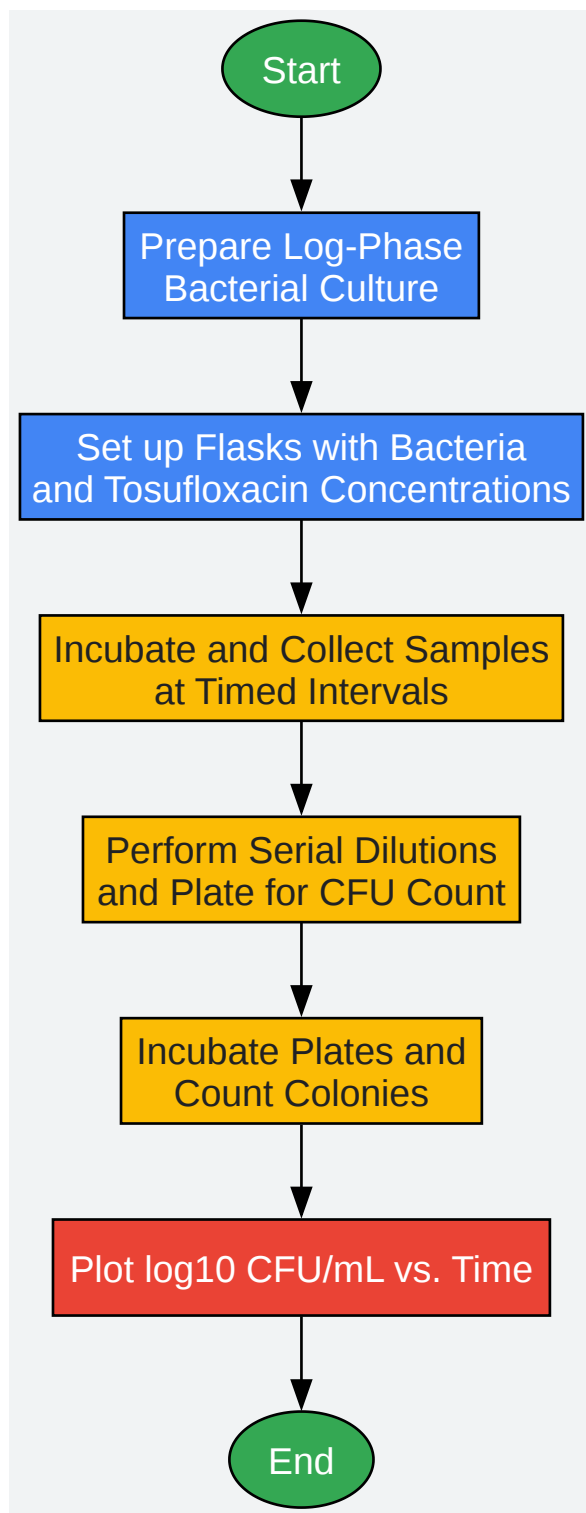 Start
Prepare Log-Phase
Bacterial Culture
Set up Flasks with Bacteria
and Tosufloxacin Concentrations
Incubate and Collect Samples
at Timed Intervals
Perform Serial Dilutions
and Plate for CFU Count
Incubate Plates and
Count Colonies
Plot log10 CFU/mL vs. Time
End